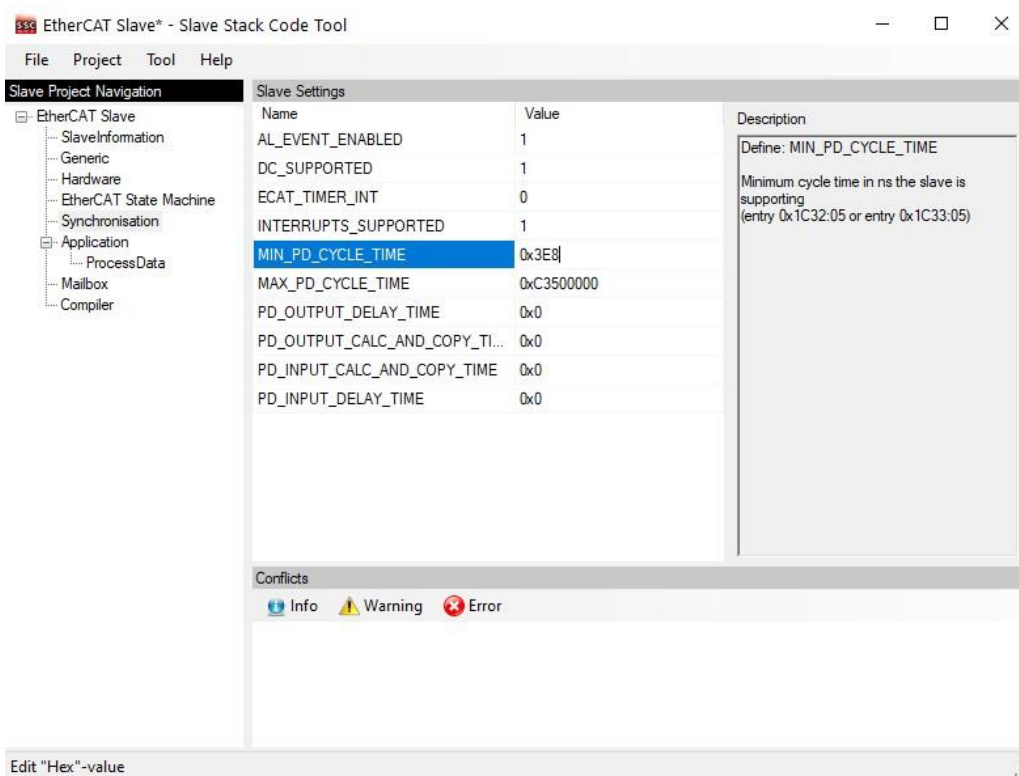 SSC EtherCAT Slave* - Slave Stack Code Tool
File Project Tool Help
Slave Project Navigation
EtherCAT Slave
SlaveInformation
Generic
Hardware
EtherCAT State Machine
Synchronisation
Application
ProcessData
Mailbox
Compiler
Slave Settings
Name Value
AL_EVENT_ENABLED 1
DC_SUPPORTED 1
ECAT_TIMER_INT 0
INTERRUPTS_SUPPORTED 1
MIN_PD_CYCLE_TIME 0x3E8
MAX_PD_CYCLE_TIME 0xC3500000
PD_OUTPUT_DELAY_TIME 0x0
PD_OUTPUT_CALC_AND_COPY_TI... 0x0
PD_INPUT_CALC_AND_COPY_TIME 0x0
PD_INPUT_DELAY_TIME 0x0
Description
Define: MIN_PD_CYCLE_TIME
Minimum cycle time in ns the slave is
supporting
(entry 0x1C32:05 or entry 0x1C33:05)
Conflicts
Info Warning Error
Edit "Hex"-value